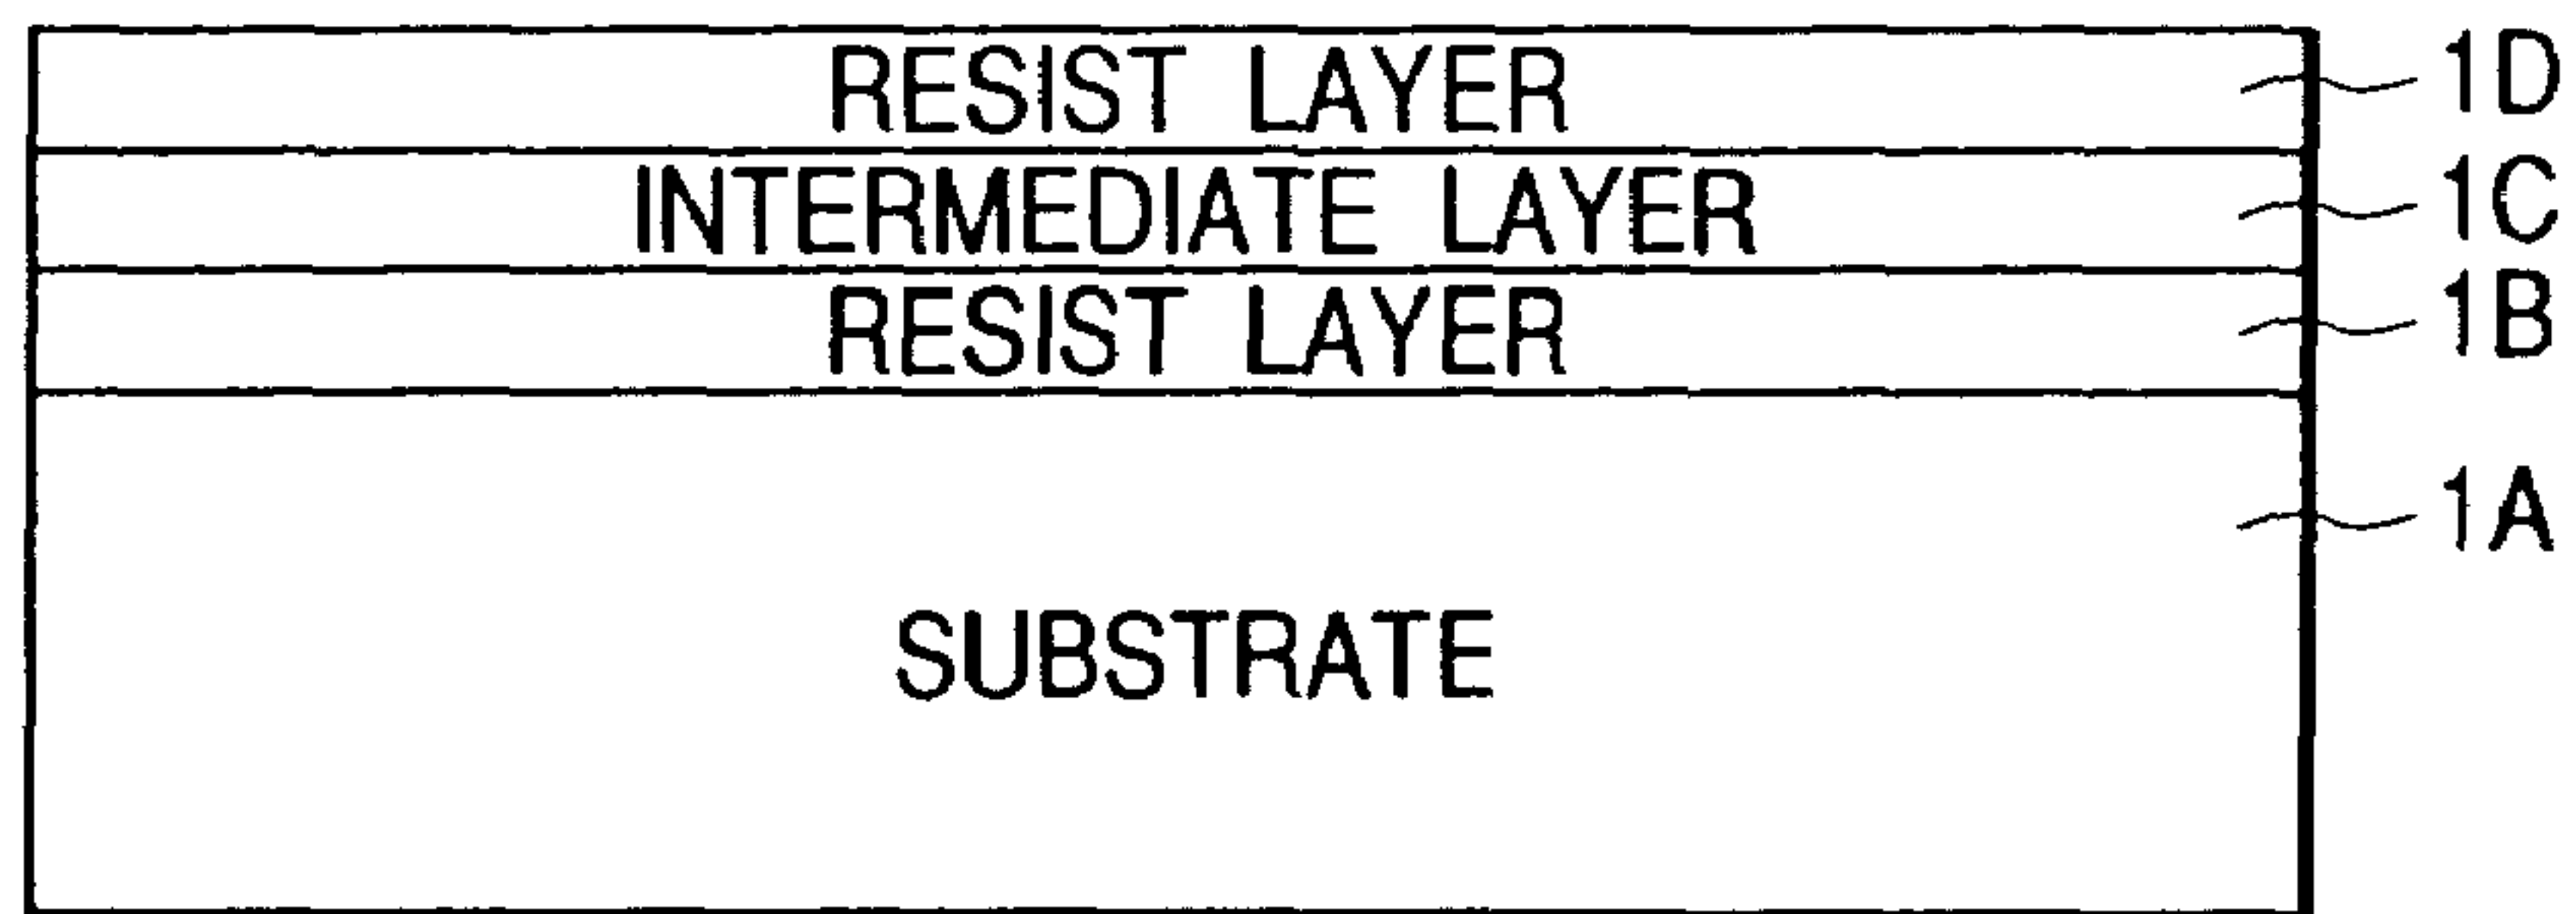 RESIST LAYER 1D
INTERMEDIATE LAYER 1C
RESIST LAYER 1B
1A
SUBSTRATE